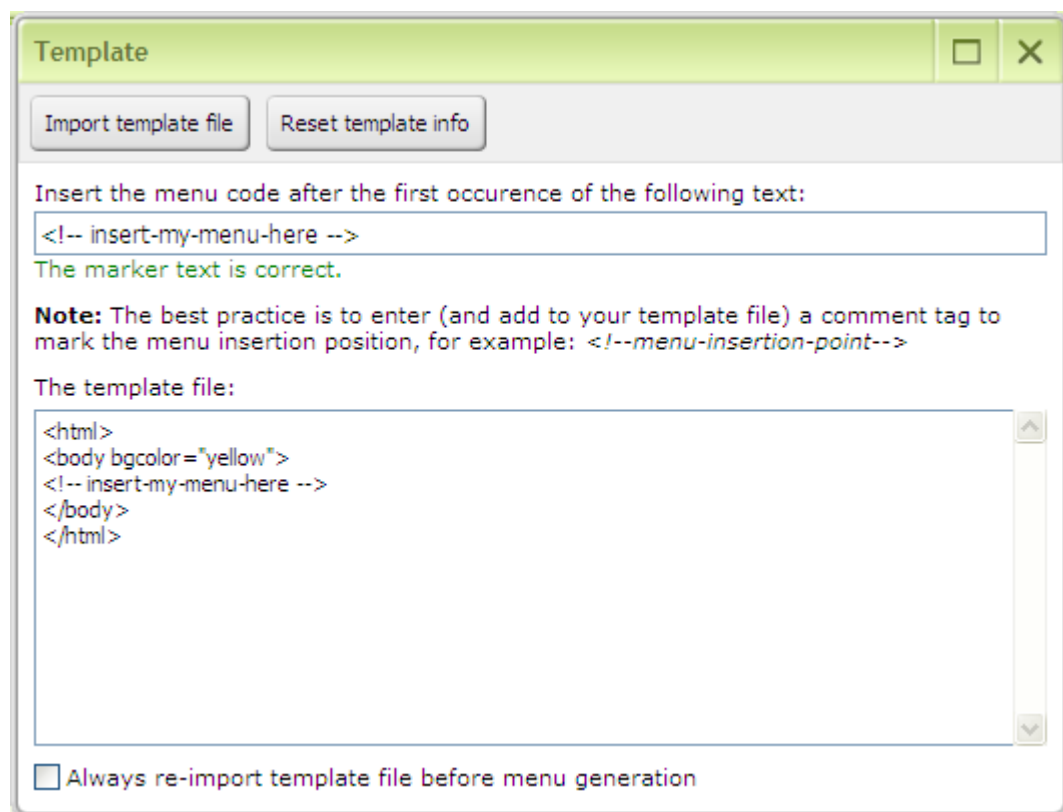 Template
Import template file
Reset template info
Insert the menu code after the first occurence of the following text:
<!-- insert-my-menu-here -->
The marker text is correct.
Note: The best practice is to enter (and add to your template file) a comment tag to
mark the menu insertion position, for example: <!--menu-insertion-point-->
The template file:
<html>
<body bgcolor="yellow">
<!-- insert-my-menu-here -->
</body>
</html>
Always re-import template file before menu generation